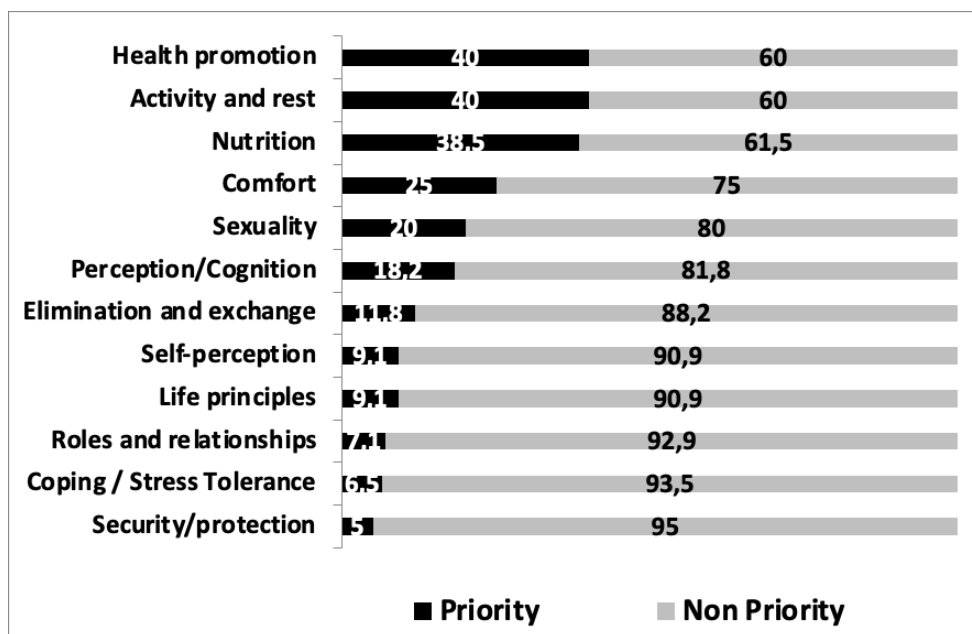 Health promotion 40 60
Activity and rest 40 60
Nutrition 38,5 61,5
Comfort 25 75
Sexuality 20 80
Perception/Cognition 18,2 81,8
Elimination and exchange 11,8 88,2
Self-perception 9,1 90,9
Life principles 9,1 90,9
Roles and relationships 7,1 92,9
Coping / Stress Tolerance 6,5 93,5
Security/protection 5 95
Priority Non Priority